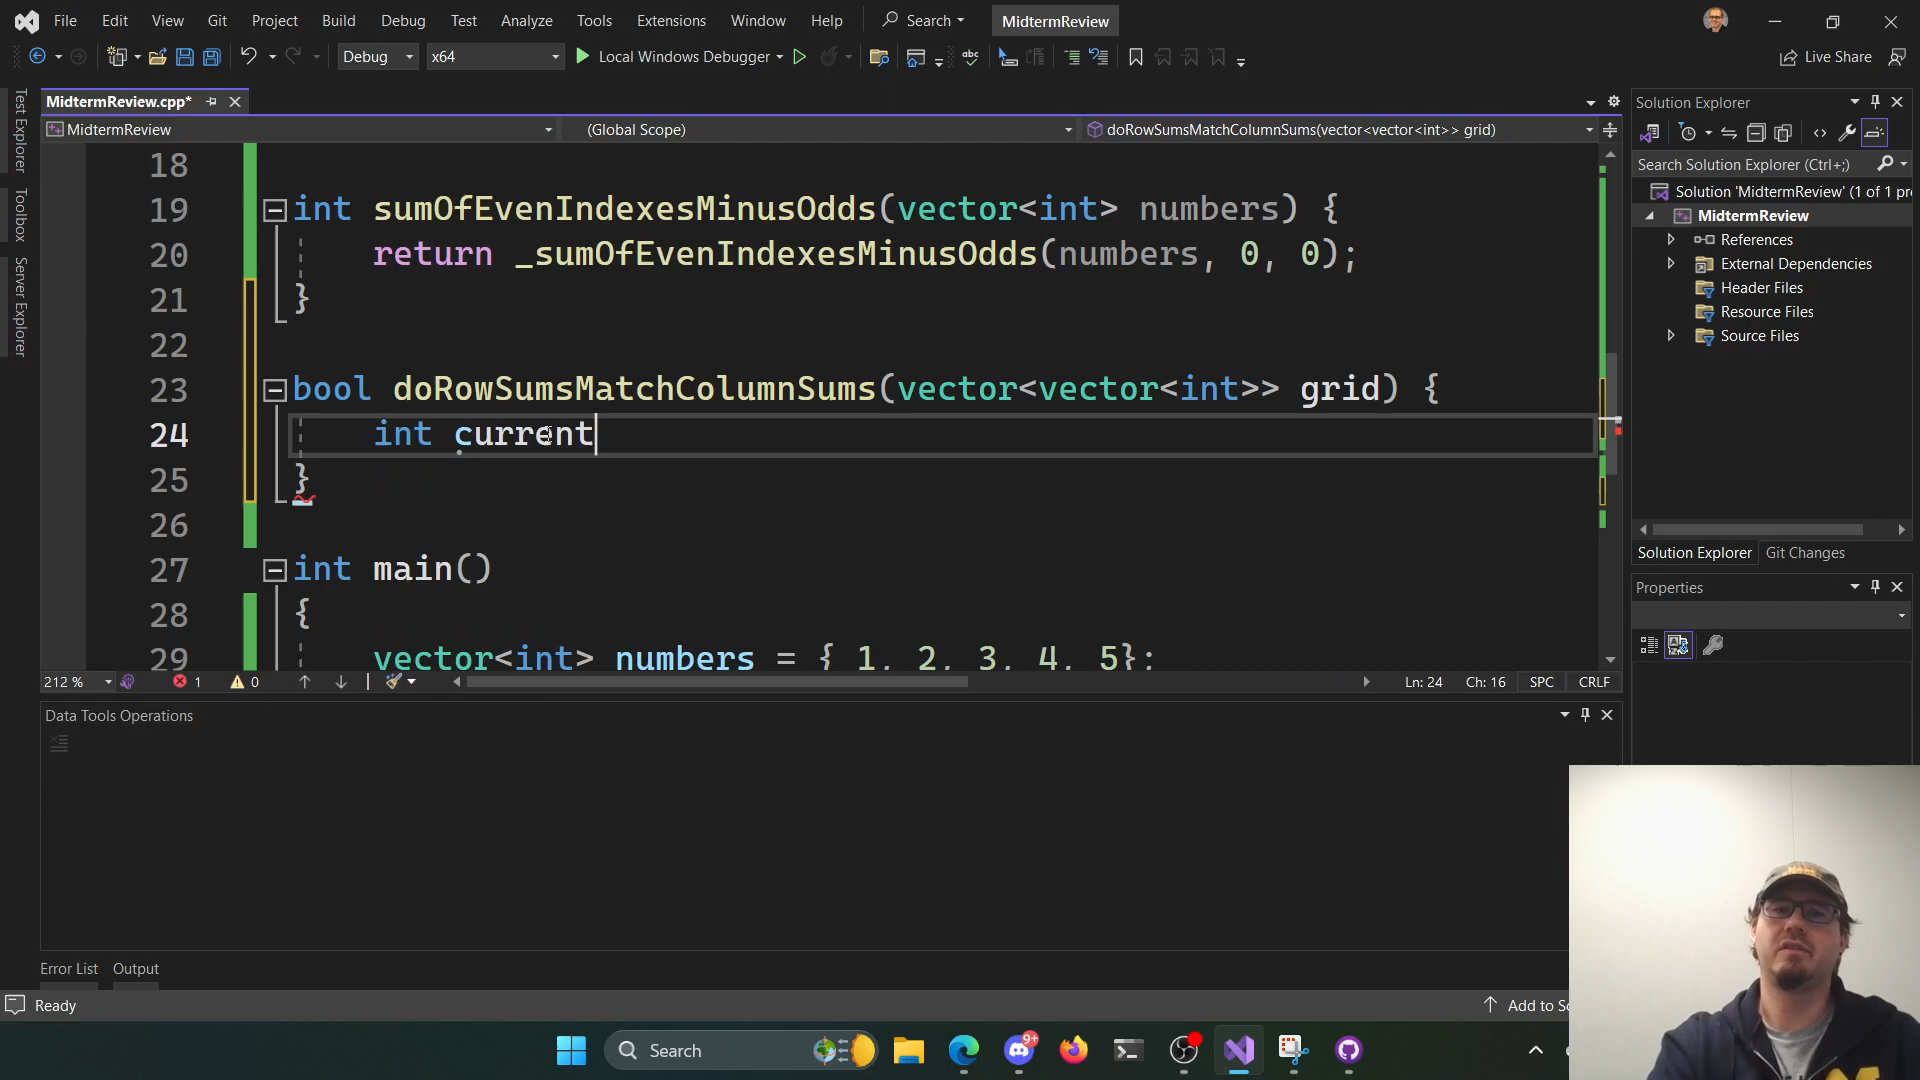 File Edit View Git Project Build Debug Test Analyze Tools Extensions Window Help Search MidtermReview
Debug x64 Local Windows Debugger Live Share
Test Explorer
Toolbox
Server Explorer
MidtermReview.cpp*
MidtermReview (Global Scope) doRowSumsMatchColumnSums(vector<vector<int>> grid)
18
19 int sumOfEvenIndexesMinusOdds(vector<int> numbers) {
20 return _sumOfEvenIndexesMinusOdds(numbers, 0, 0);
21 }
22
23 bool doRowSumsMatchColumnSums(vector<vector<int>> grid) {
24 int current
25 }
26
27 int main()
28 {
29 vector<int> numbers = { 1, 2, 3, 4, 5};
212 % 1 0 Ln: 24 Ch: 16 SPC CRLF
Data Tools Operations
Error List Output
Solution Explorer
Search Solution Explorer (Ctrl+;)
Solution 'MidtermReview' (1 of 1 pr
MidtermReview
References
External Dependencies
Header Files
Resource Files
Source Files
Solution Explorer Git Changes
Properties
Ready Add to So
Search 9+